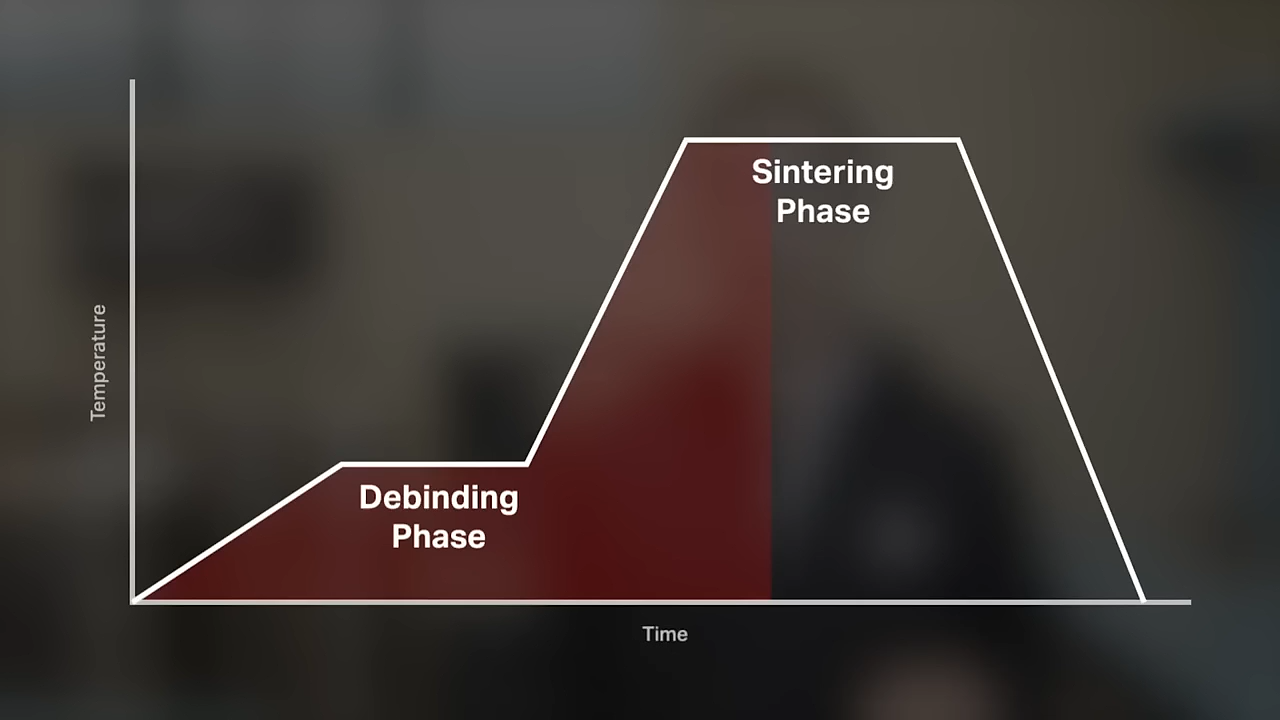 Sintering
Phase
Temperature
Debinding
Phase
Time